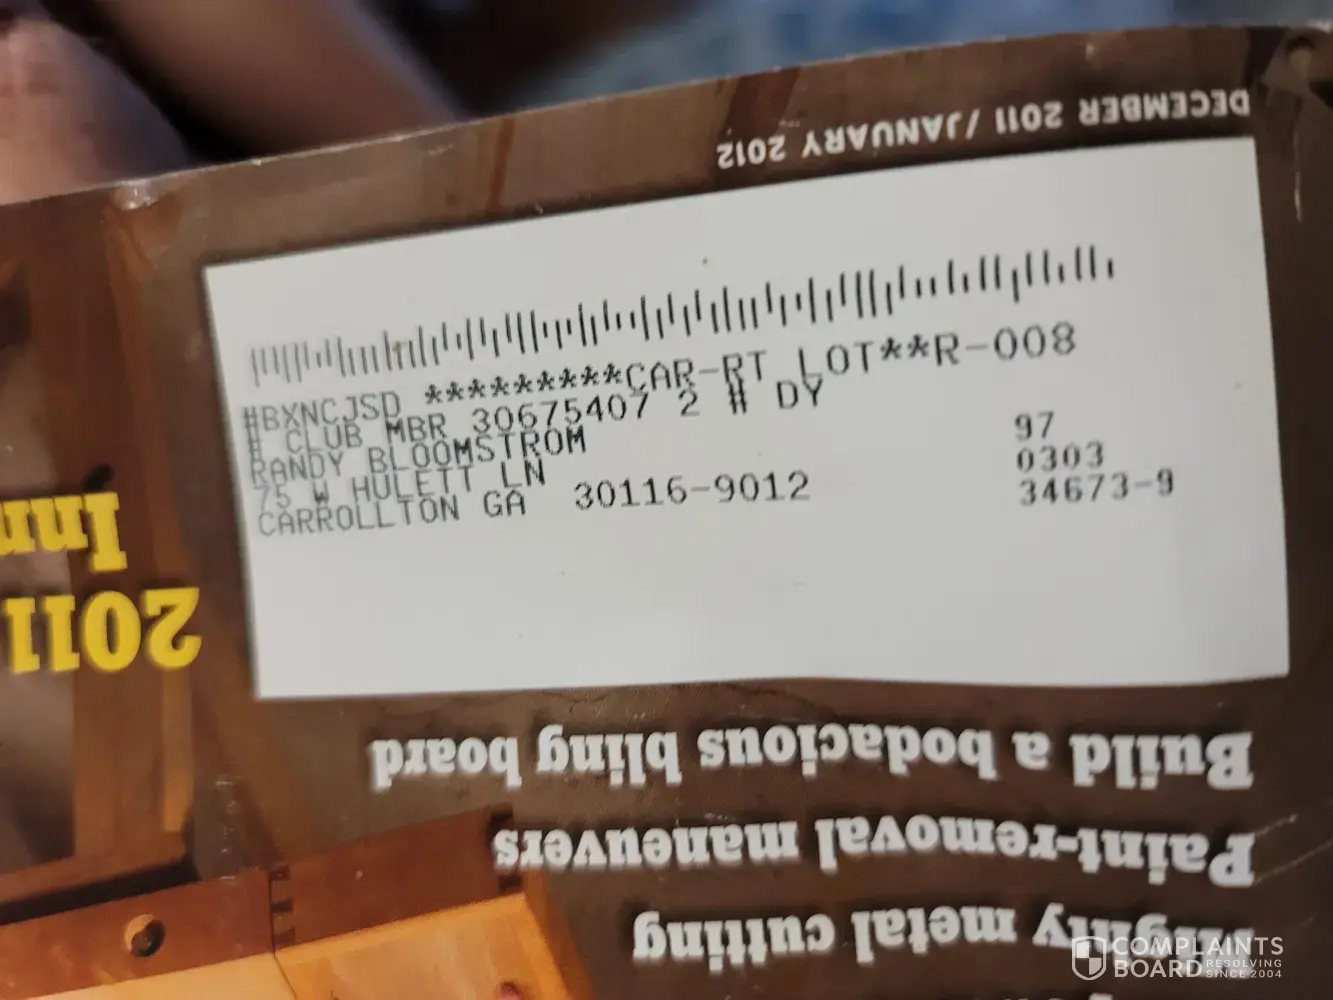 DECEMBER 2011 / JANUARY 2012
#BXNCJSD *********CAR-RT LOT**R-008
# CLUB MBR 30675407 2 # DY
RANDY BLOOMSTROM 97
75 W HULETT LN 0303
CARROLLTON GA 30116-9012 34673-9
2011
Inn
Build a bodacious bling board
Paint-removal maneuvers
Mighty metal cutting
COMPLAINTS
BOARD RESOLVING
SINCE 2004